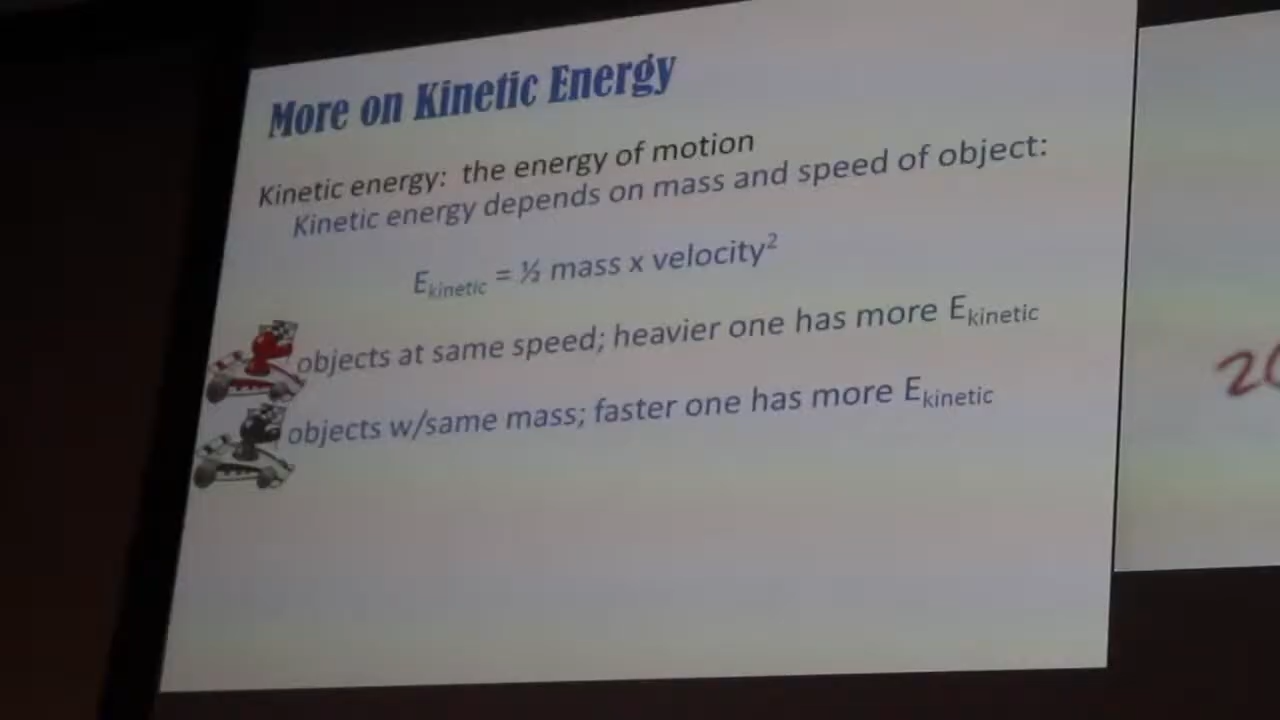 More on Kinetic Energy
Kinetic energy: the energy of motion
Kinetic energy depends on mass and speed of object:
Ekinetic = ½ mass x velocity²
objects at same speed; heavier one has more Ekinetic
objects w/same mass; faster one has more Ekinetic